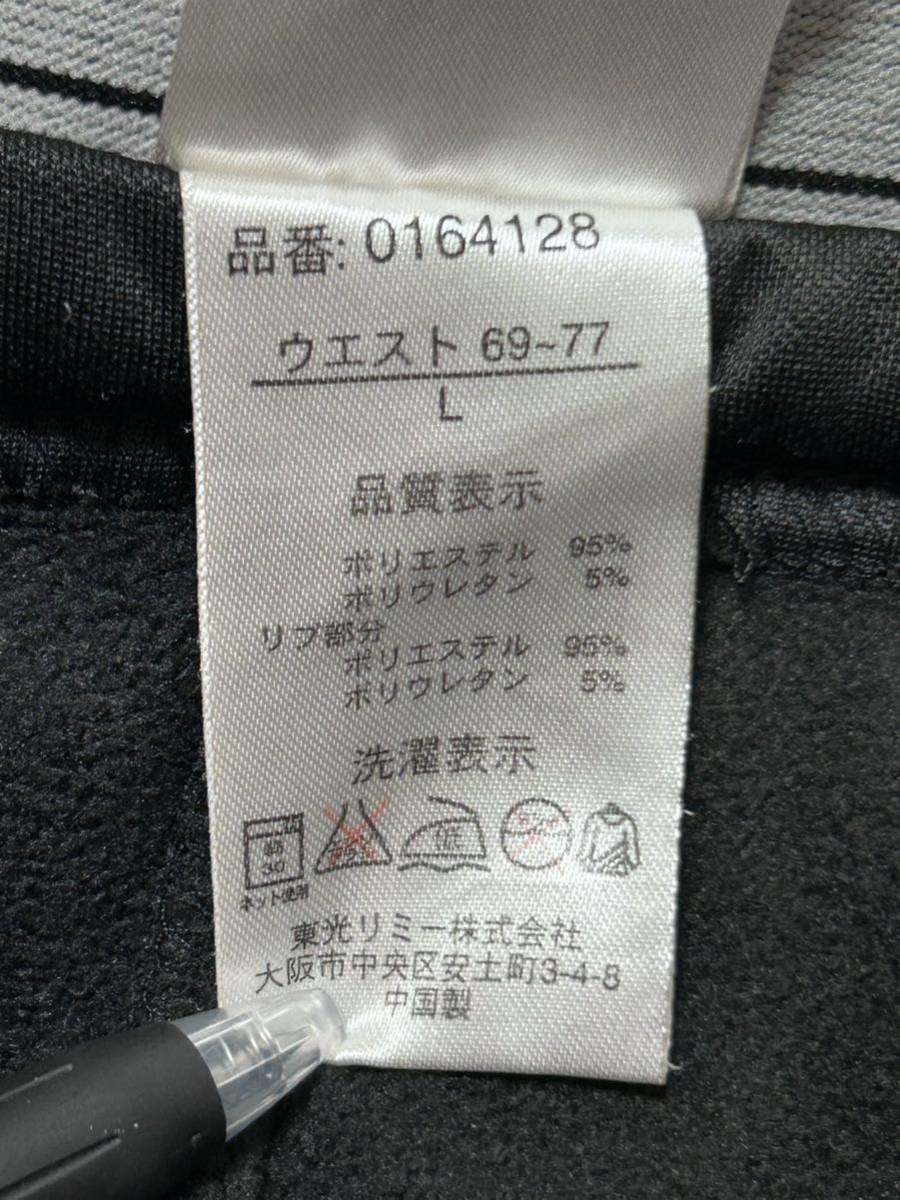 品番: 0164128
ウエスト 69~77
L
品質表示
ポリエステル 95%
ポリウレタン 5%
リブ部分
ポリエステル 95%
ポリウレタン 5%
洗濯表示
30
低
ネット使用
東光リミー株式会社
大阪市中央区安土町3-4-8
中国製